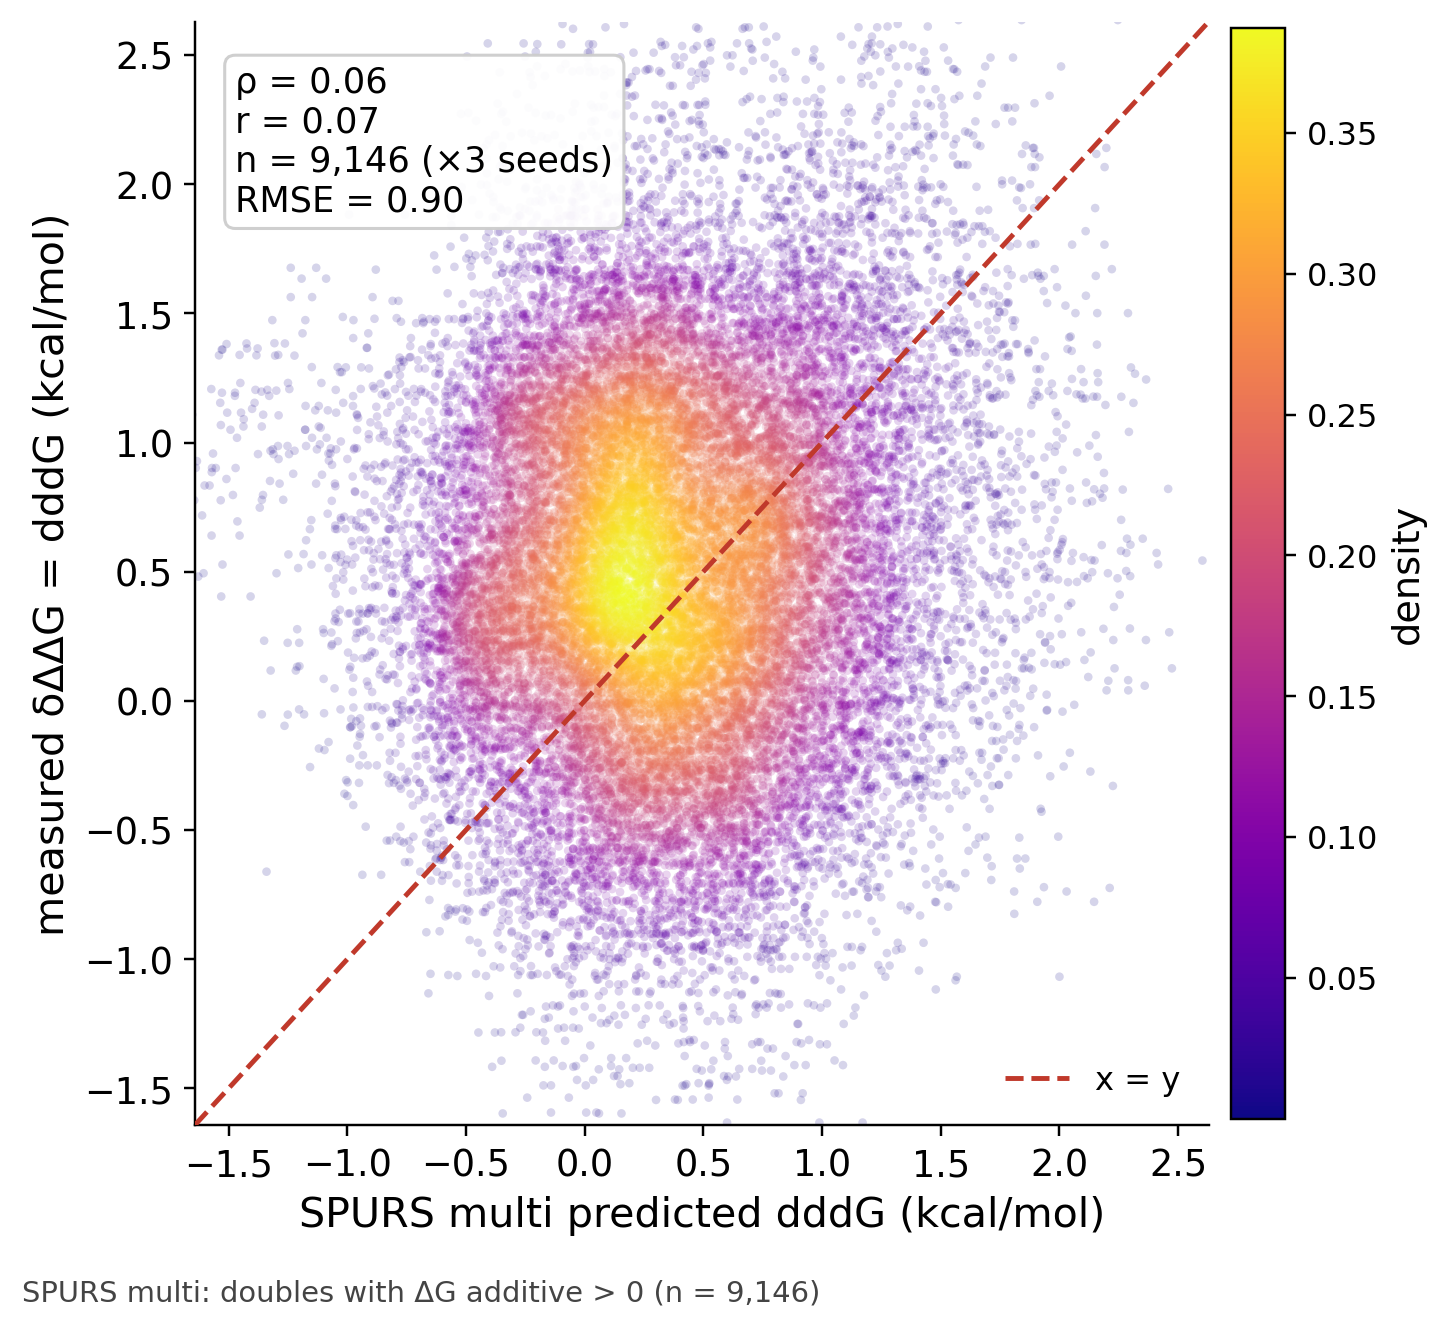 ρ = 0.06
r = 0.07
n = 9,146 (×3 seeds)
RMSE = 0.90
2.5
2.0
1.5
1.0
0.5
0.0
−0.5
−1.0
−1.5
measured δΔΔG = dddG (kcal/mol)
x = y
−1.5
−1.0
−0.5
0.0
0.5
1.0
1.5
2.0
2.5
SPURS multi predicted dddG (kcal/mol)
0.35
0.30
0.25
0.20
0.15
0.10
0.05
density
SPURS multi: doubles with ΔG additive > 0 (n = 9,146)